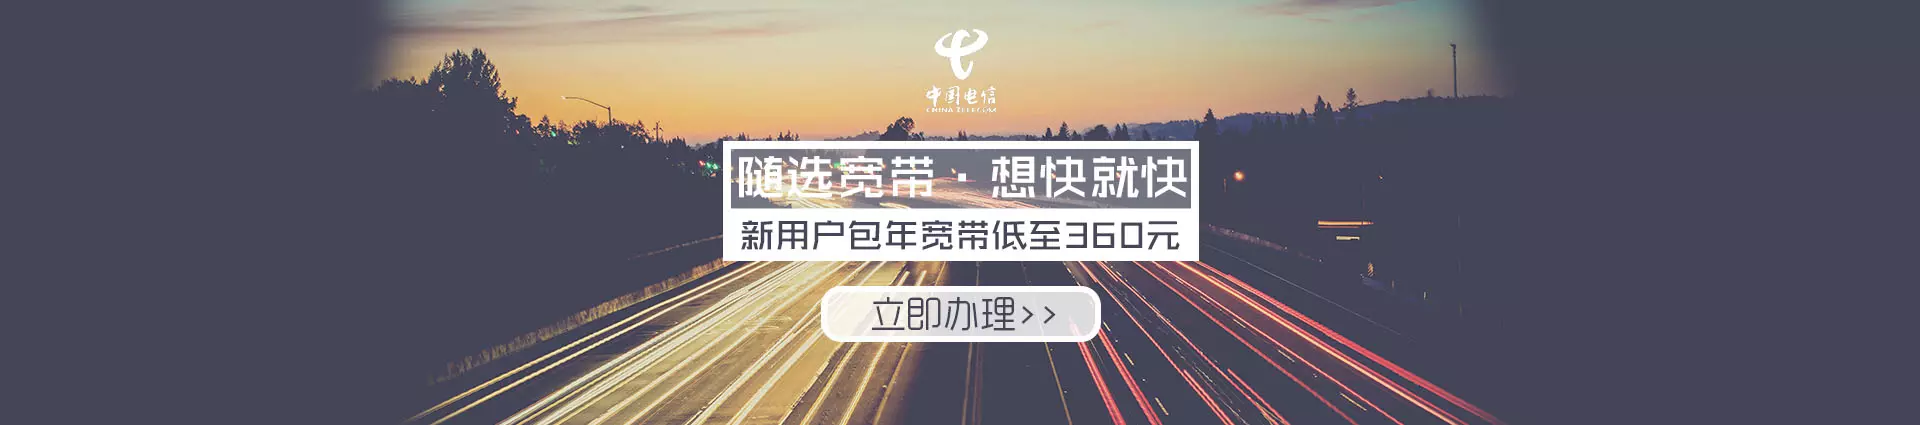 中国电信
CHINA TELECOM
随选宽带·想快就快
新用户包年宽带低至360元
立即办理>>